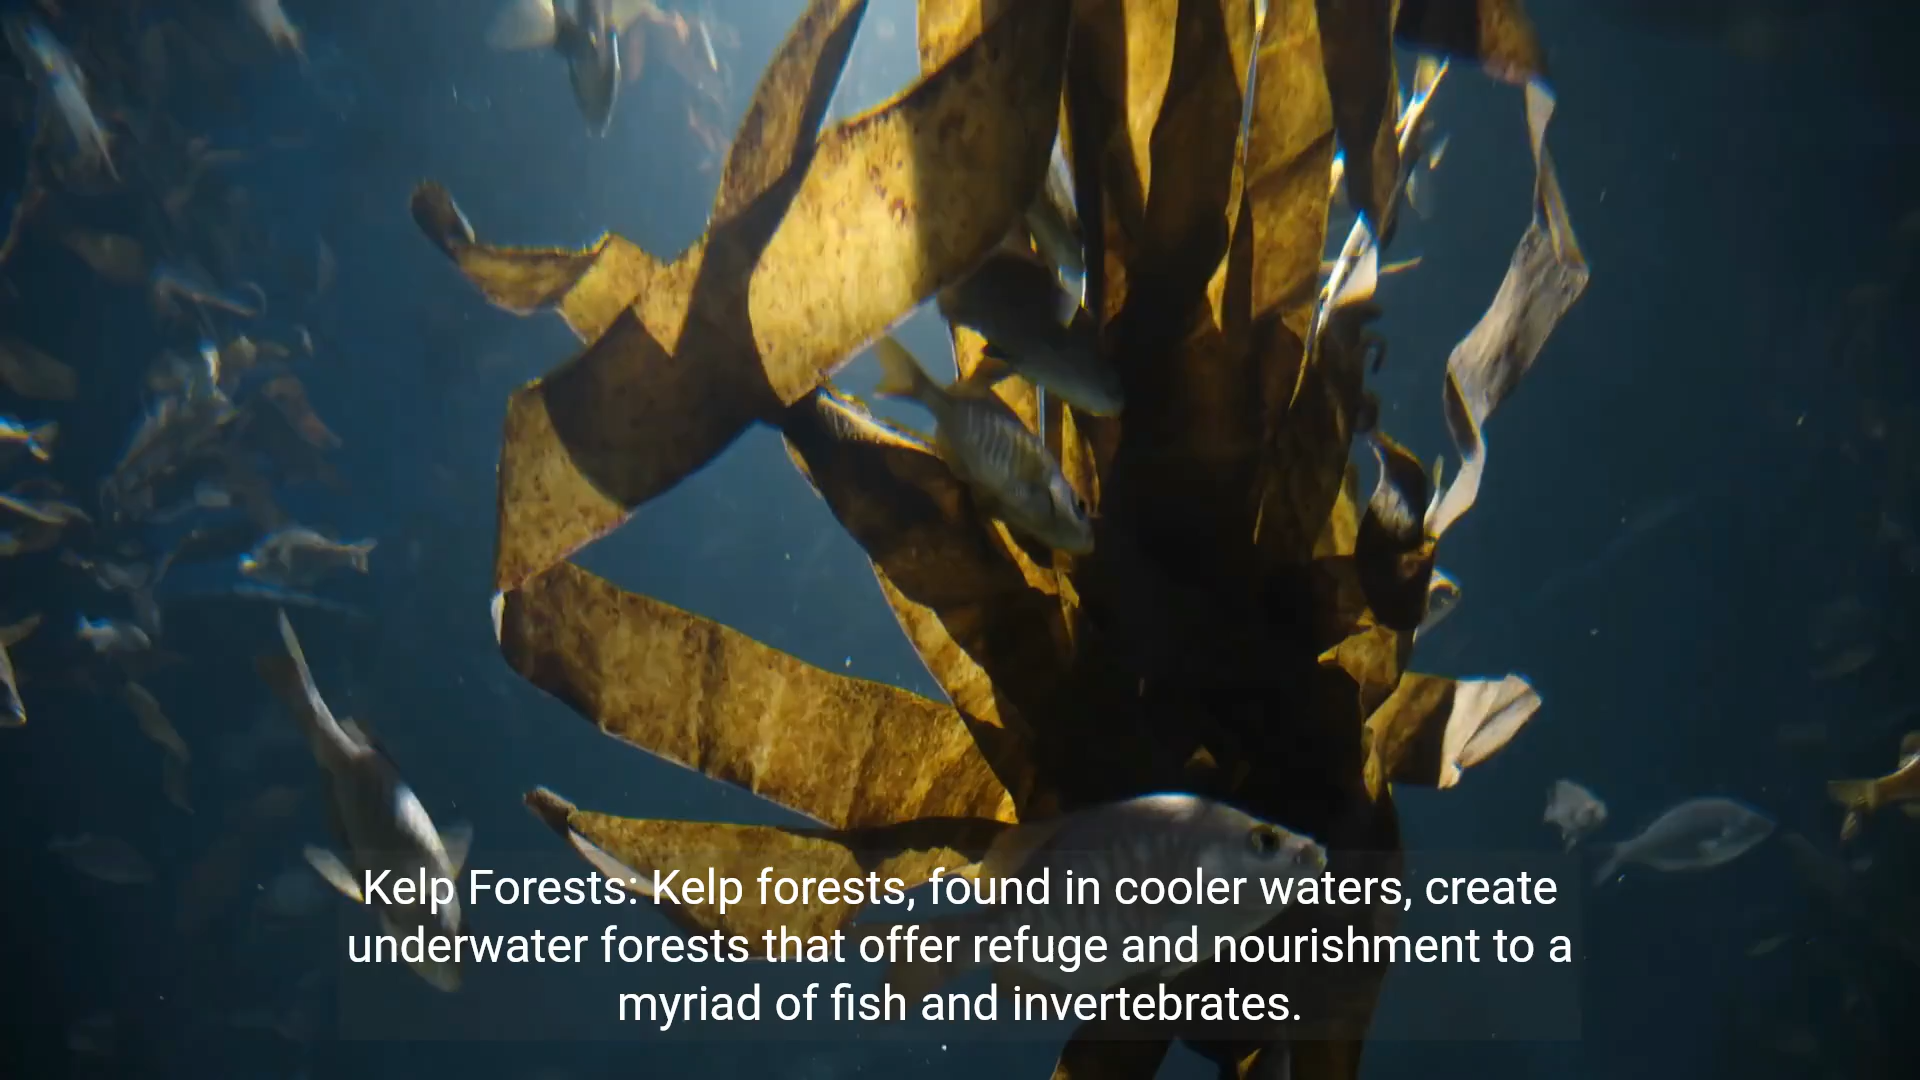 Kelp Forests: Kelp forests, found in cooler waters, create
underwater forests that offer refuge and nourishment to a
myriad of fish and invertebrates.